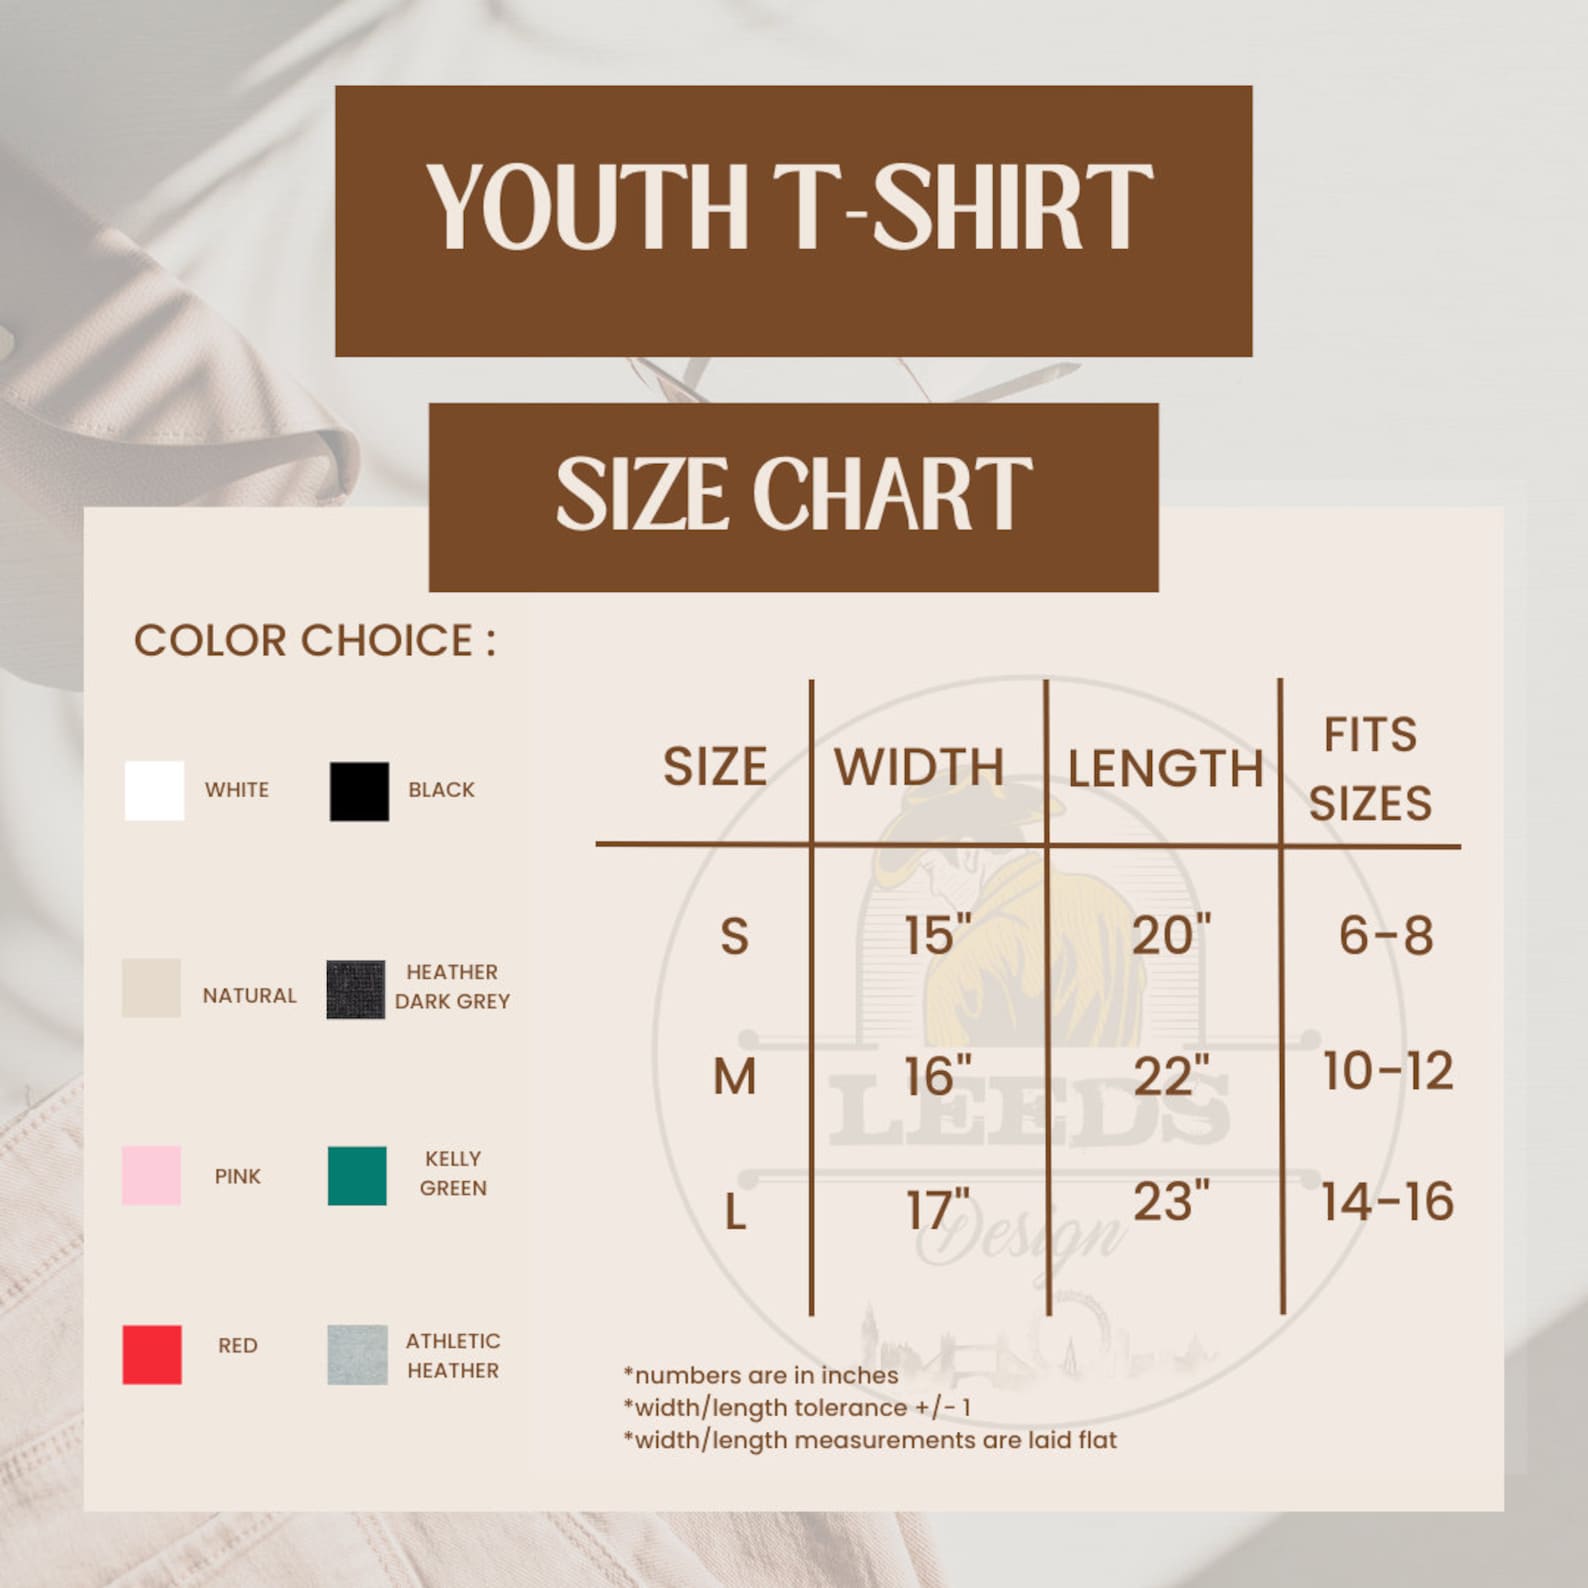 YOUTH T-SHIRT
SIZE CHART
COLOR CHOICE :
WHITE
BLACK
NATURAL
HEATHER
DARK GREY
PINK
KELLY
GREEN
RED
ATHLETIC
HEATHER
SIZE WIDTH LENGTH FITS SIZES
S 15" 20" 6-8
M 16" 22" 10-12
L 17" 23" 14-16
LEEDS
Design
*numbers are in inches
*width/length tolerance +/- 1
*width/length measurements are laid flat